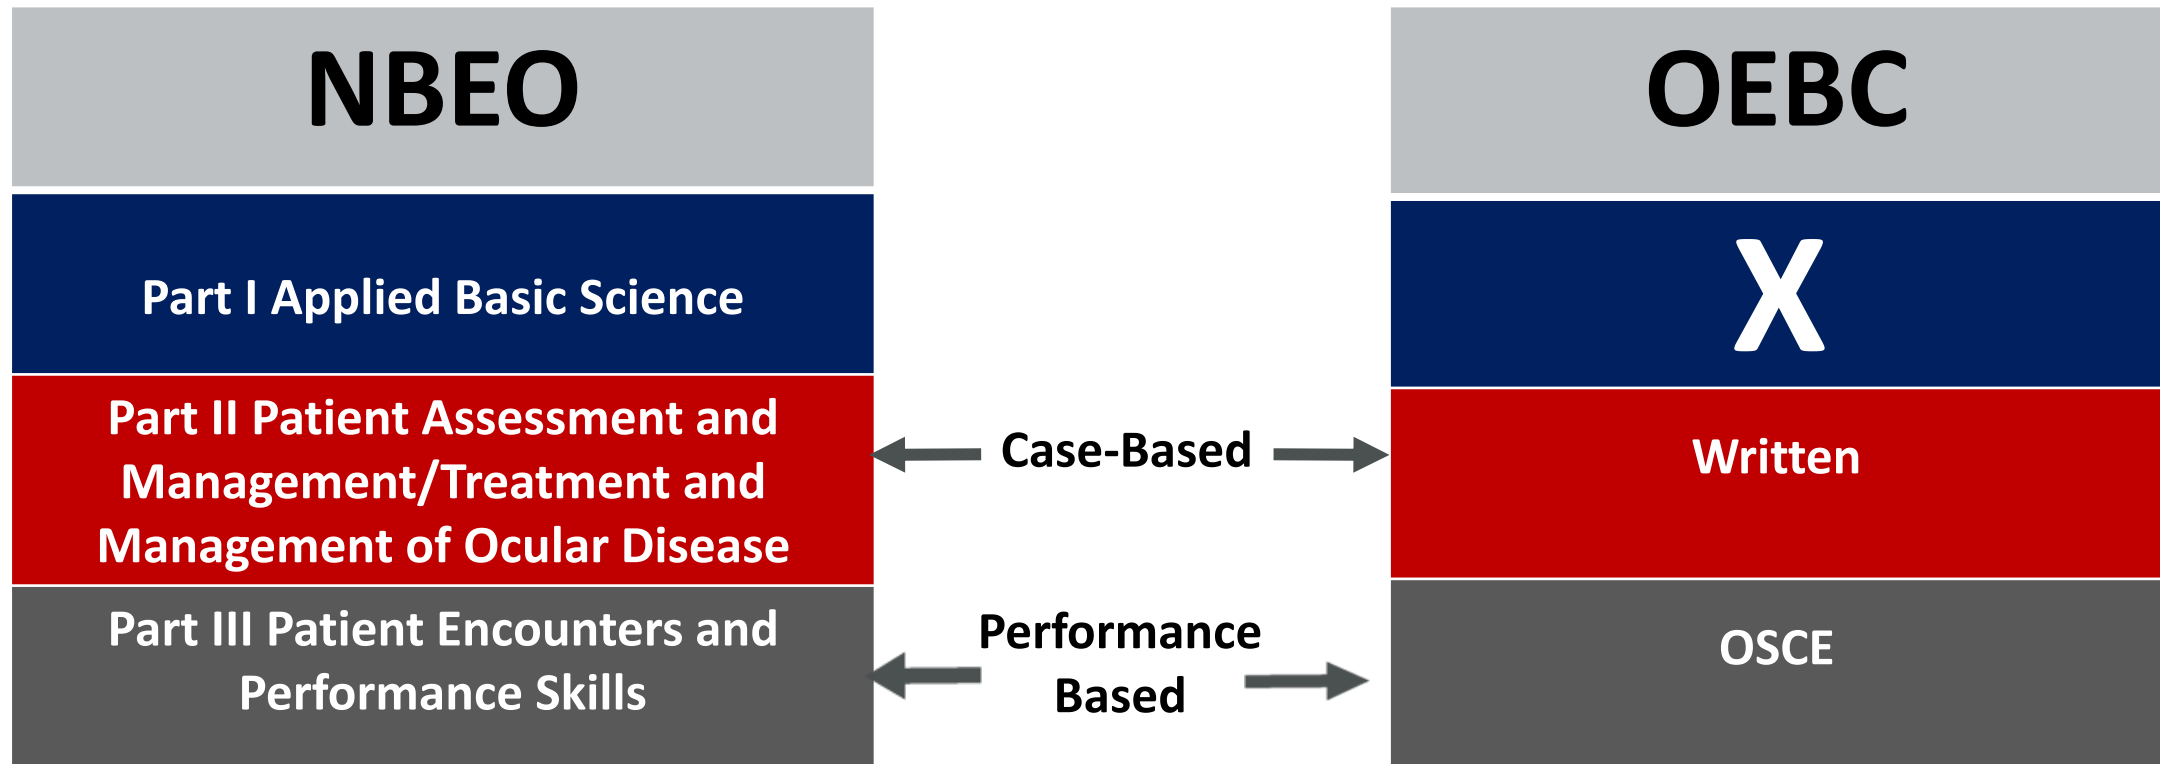 NBEO
OEBC
Part I Applied Basic Science
X
Part II Patient Assessment and
Management/Treatment and
Management of Ocular Disease
Case-Based
Written
Part III Patient Encounters and
Performance Skills
Performance
Based
OSCE